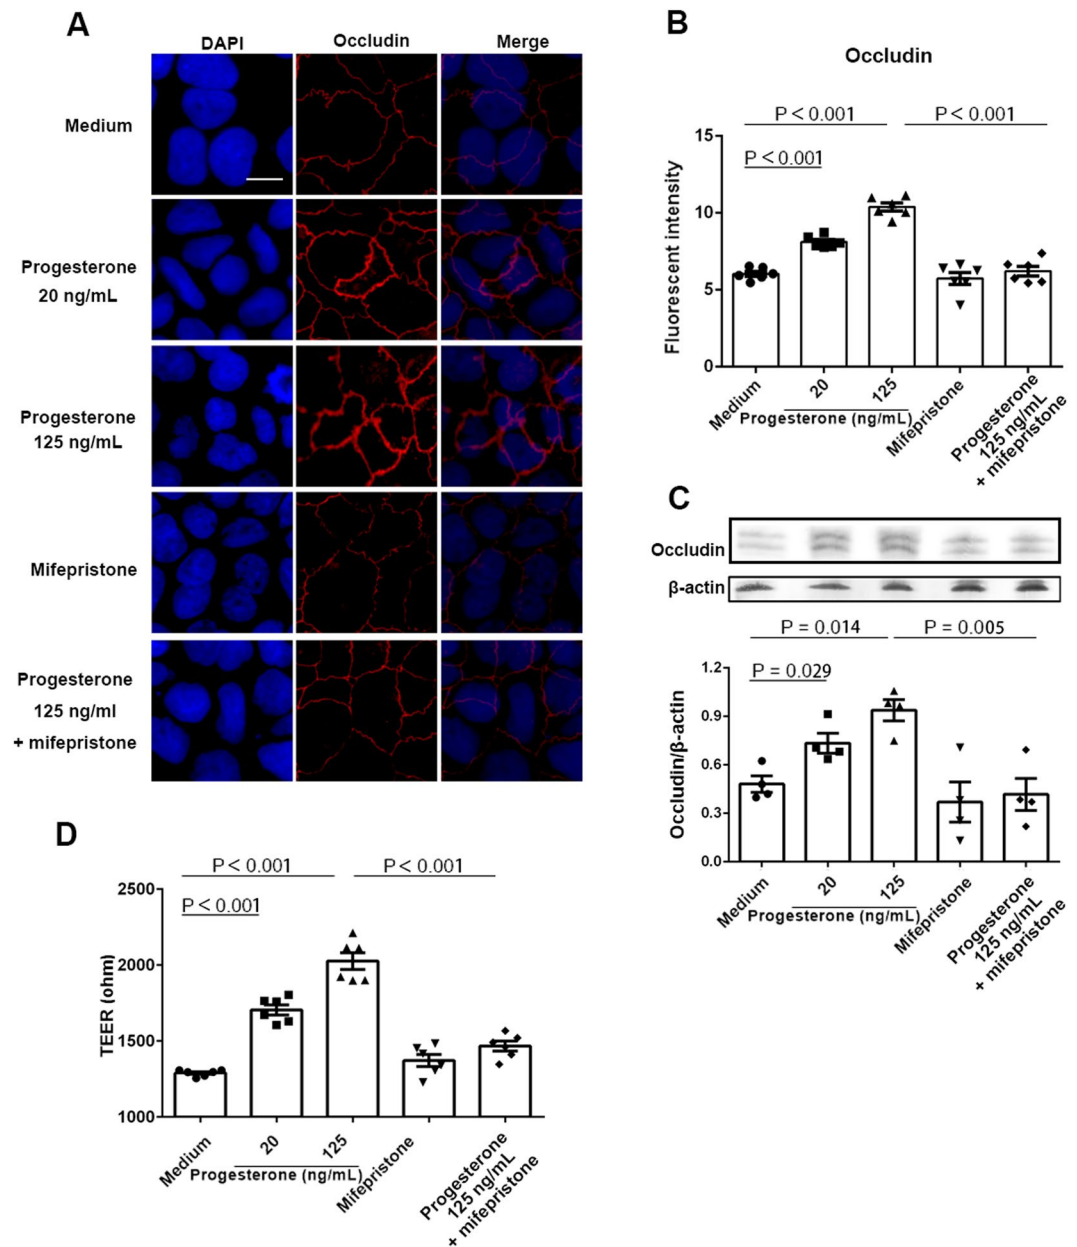 A
DAPI
Occludin
Merge
Medium
Progesterone
20 ng/mL
Progesterone
125 ng/mL
Mifepristone
Progesterone
125 ng/ml
+ mifepristone
B
Occludin
P < 0.001
P < 0.001
P < 0.001
Fluorescent intensity
15
10
5
0
Medium
20
125
Progesterone (ng/mL)
Mifepristone
Progesterone
125 ng/mL
+ mifepristone
C
Occludin
β-actin
P = 0.014
P = 0.005
P = 0.029
Occludin/β-actin
1.2
0.9
0.6
0.3
0.0
Medium
20
125
Progesterone (ng/mL)
Mifepristone
Progesterone
125 ng/mL
+ mifepristone
D
P < 0.001
P < 0.001
P < 0.001
TEER (ohm)
2500
2000
1500
1000
Medium
20
125
Progesterone (ng/mL)
Mifepristone
Progesterone
125 ng/mL
+ mifepristone